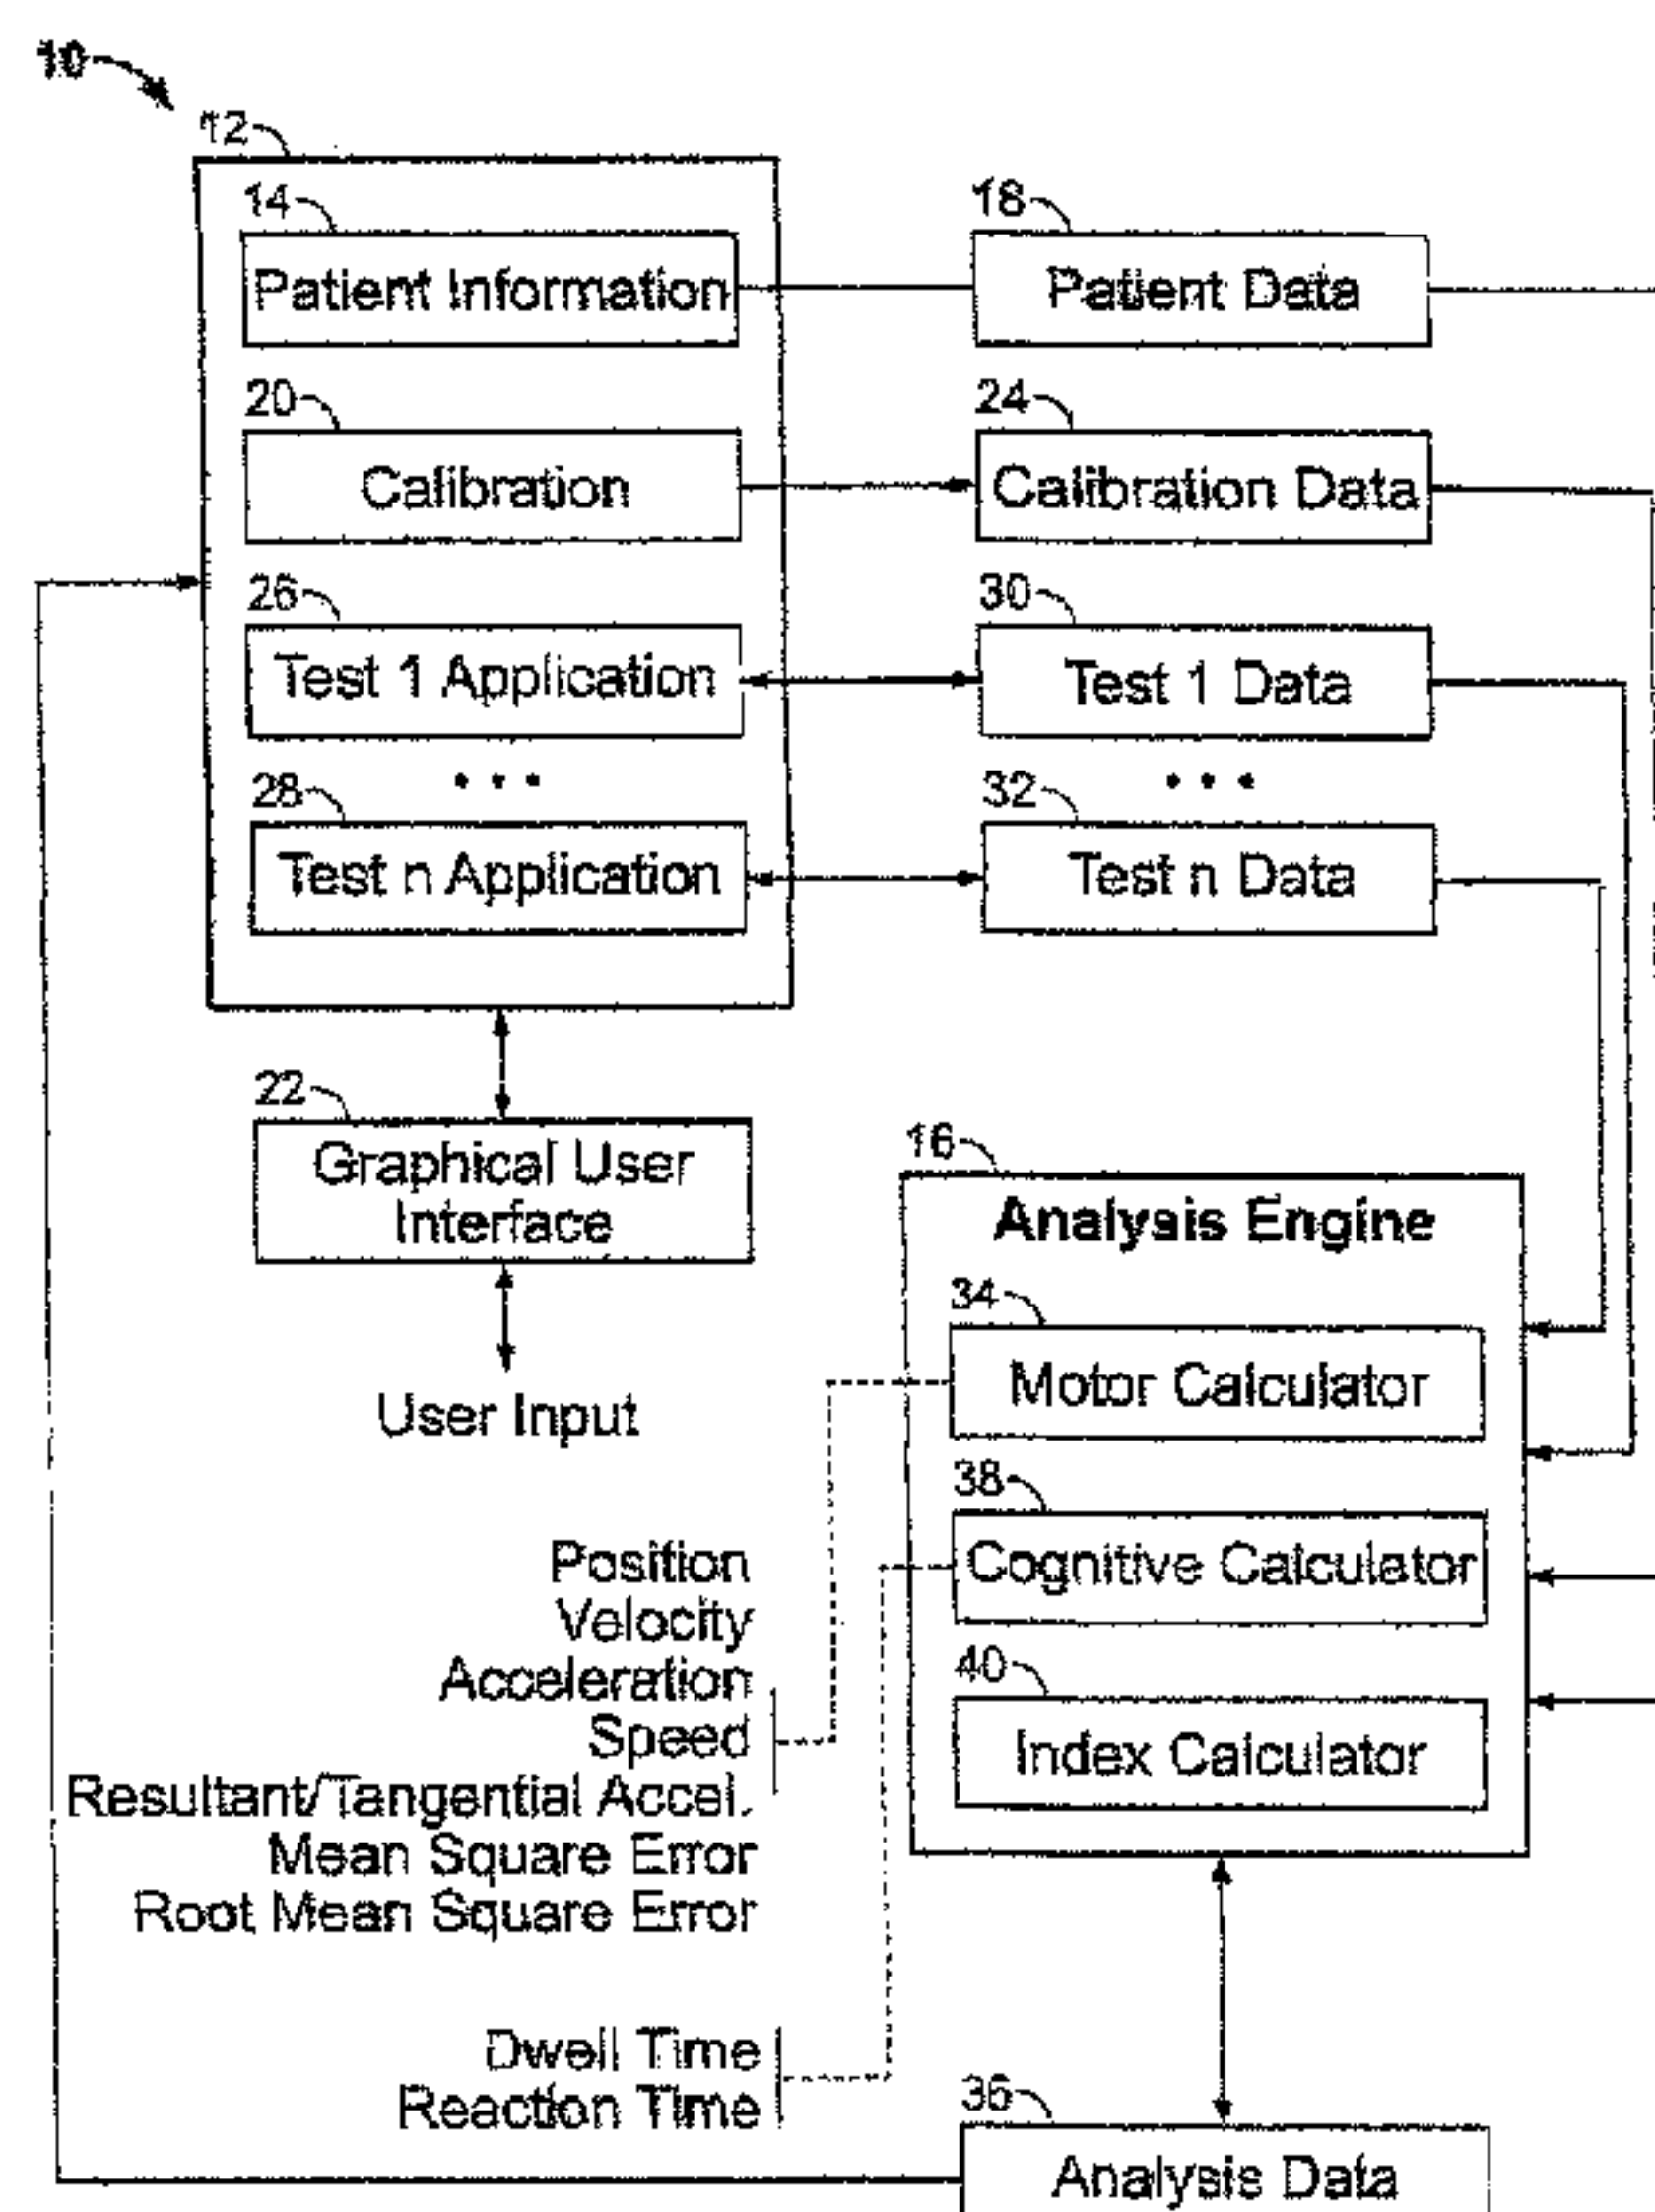 10
12
14
Patient Information
18
Patient Data
20
Calibration
24
Calibration Data
26
Test 1 Application
30
Test 1 Data
• • •
• • •
28
Test n Application
32
Test n Data
22
Graphical User
Interface
User Input
16
Analysis Engine
34
Motor Calculator
38
Cognitive Calculator
40
Index Calculator
Position
Velocity
Acceleration
Speed
Resultant/Tangential Accel.
Mean Square Error
Root Mean Square Error
Dwell Time
Reaction Time
36
Analysis Data